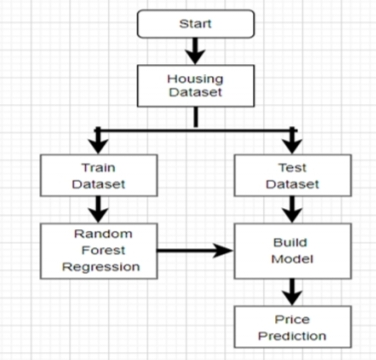 Start
Housing
Dataset
Train
Dataset
Test
Dataset
Random
Forest
Regression
Build
Model
Price
Prediction